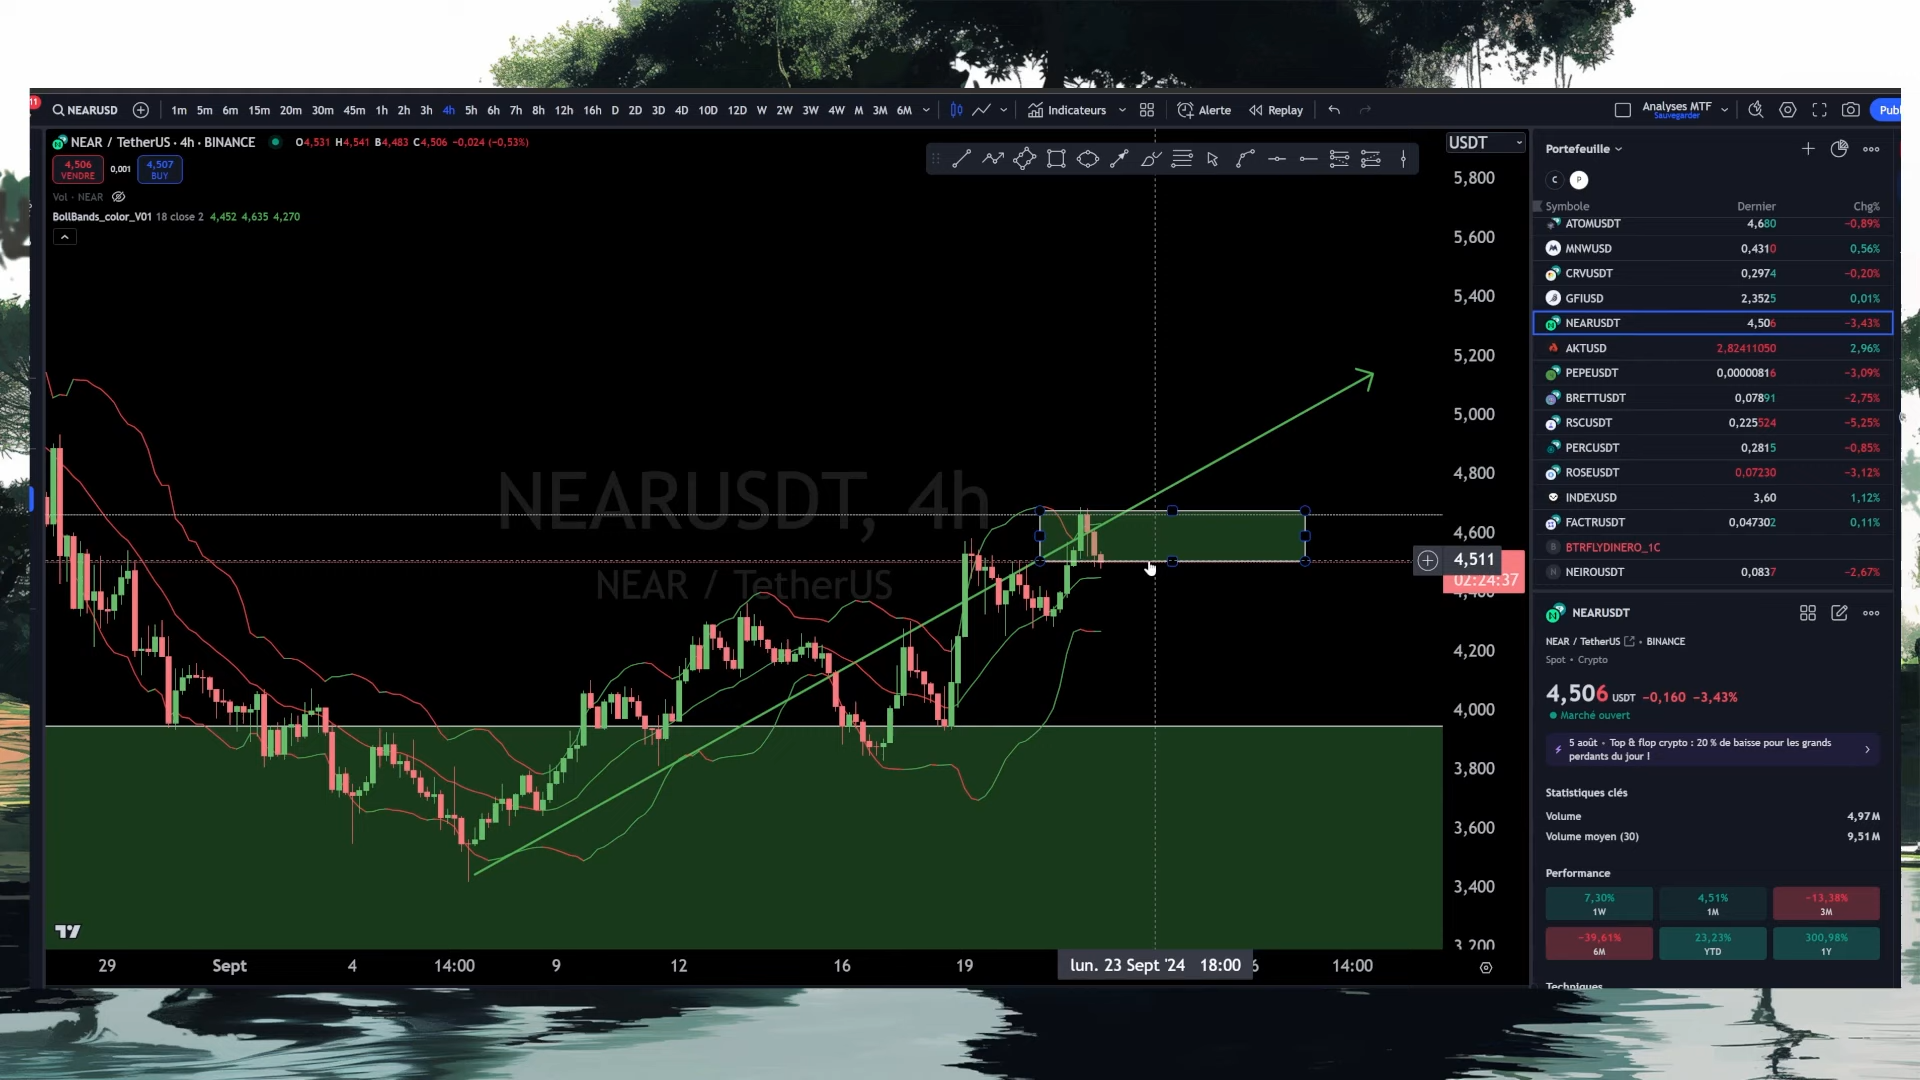 11
NEARUSD 1m 5m 6m 15m 20m 30m 45m 1h 2h 3h 4h 5h 6h 7h 8h 12h 16h D 2D 3D 4D 10D 12D W 2W 3W 4W M 3M 6M Indicateurs Alerte Replay Analyses MTF Publ
Sauvegarder
NEAR / TetherUS · 4h · BINANCE O4,531 H4,541 B4,483 C4,506 −0,024 (−0,53%)
4,506 VENDRE 0,001 4,507 BUY
Vol · NEAR
BollBands_color_V01 18 close 2 4,452 4,635 4,270
NEARUSDT, 4h
NEAR / TetherUS
USDT
5,800
5,600
5,400
5,200
5,000
4,800
4,600
4,511
02:24:37
4,400
4,200
4,000
3,800
3,600
3,400
3,200
29 Sept 4 14:00 9 12 16 19 lun. 23 Sept '24 18:00 6 14:00
Portefeuille
C P
Symbole Dernier Chg%
ATOMUSDT 4,680 −0,89%
MNWUSD 0,4310 0,56%
CRVUSDT 0,2974 −0,20%
GFIUSD 2,3525 0,01%
NEARUSDT 4,506 −3,43%
AKTUSD 2,82411050 2,96%
PEPEUSDT 0,00000816 −3,09%
BRETTUSDT 0,07891 −2,75%
RSCUSDT 0,225524 −5,25%
PERCUSDT 0,2815 −0,85%
ROSEUSDT 0,07230 −3,12%
INDEXUSD 3,60 1,12%
FACTRUSDT 0,047302 0,11%
BTRFLYDINERO_1C
NEIROUSDT 0,0837 −2,67%
NEARUSDT
NEAR / TetherUS • BINANCE
Spot • Crypto
4,506 USDT −0,160 −3,43%
Marché ouvert
5 août • Top & flop crypto : 20 % de baisse pour les grands
perdants du jour !
Statistiques clés
Volume 4,97M
Volume moyen (30) 9,51M
Performance
7,30% 4,51% −13,38%
1W 1M 3M
−39,61% 23,23% 300,98%
6M YTD 1Y
Techniques